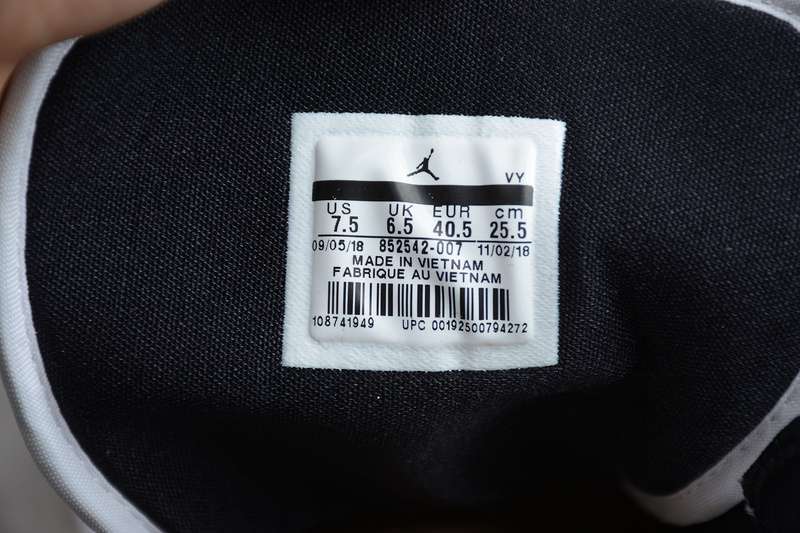 VY
US UK EUR cm
7.5 6.5 40.5 25.5
09/05/18 852542-007 11/02/18
MADE IN VIETNAM
FABRIQUE AU VIETNAM
108741949 UPC 00192500794272